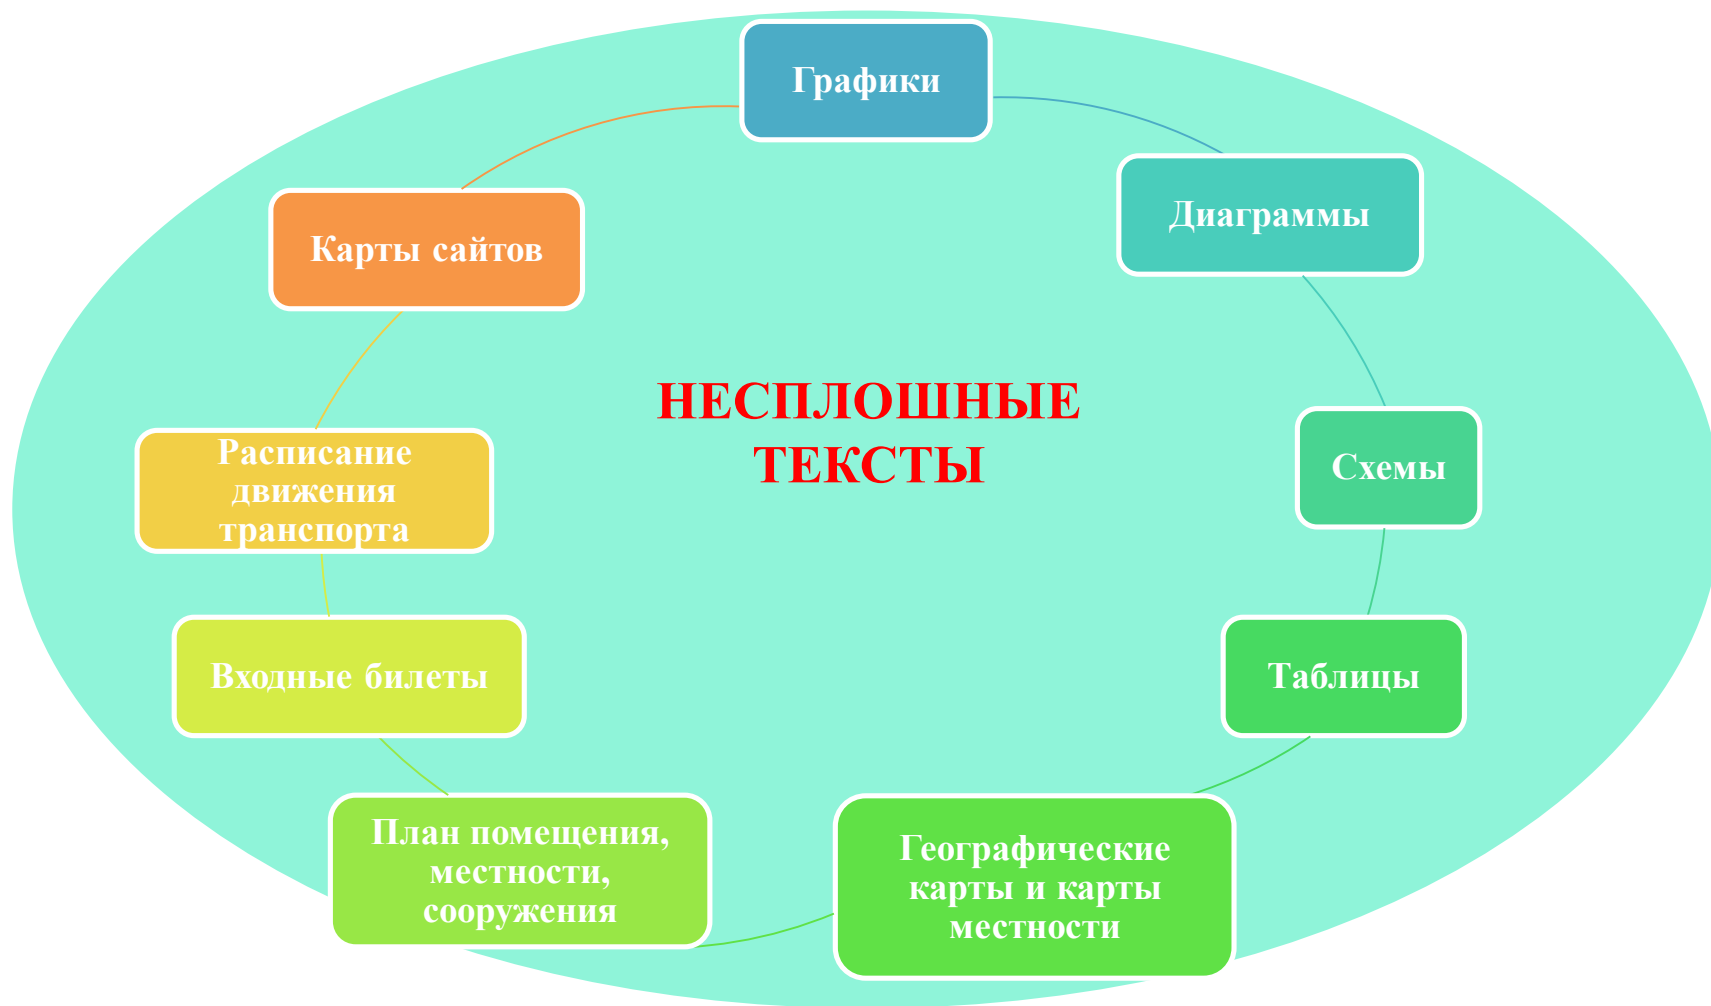 Графики
Диаграммы
Карты сайтов
НЕСПЛОШНЫЕ
ТЕКСТЫ
Схемы
Расписание
движения
транспорта
Входные билеты
Таблицы
План помещения,
местности,
сооружения
Географические
карты и карты
местности